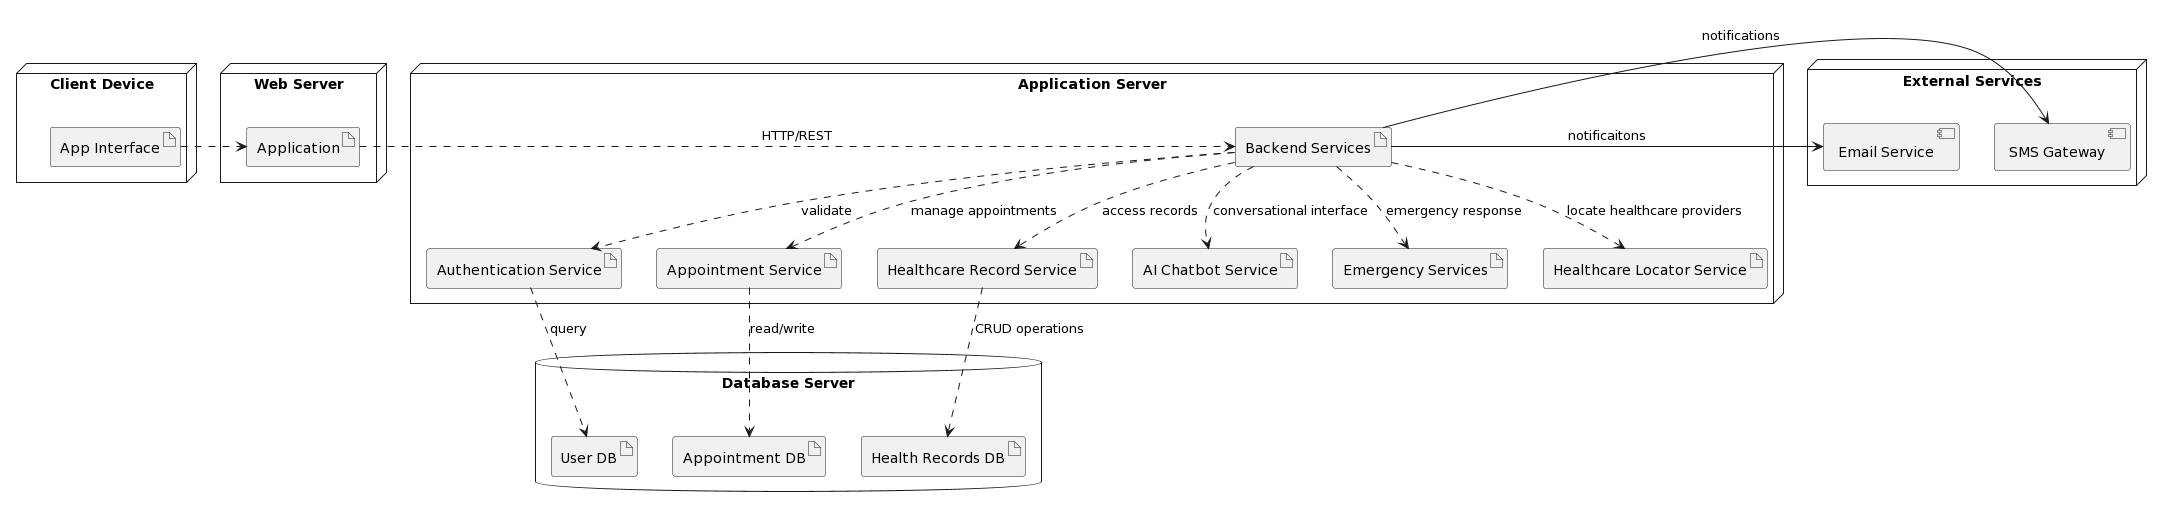 notifications
Client Device
Web Server
Application Server
External Services
App Interface
Application
HTTP/REST
Backend Services
notificaitons
Email Service
SMS Gateway
validate
manage appointments
access records
conversational interface
emergency response
locate healthcare providers
Authentication Service
Appointment Service
Healthcare Record Service
AI Chatbot Service
Emergency Services
Healthcare Locator Service
query
read/write
CRUD operations
Database Server
User DB
Appointment DB
Health Records DB